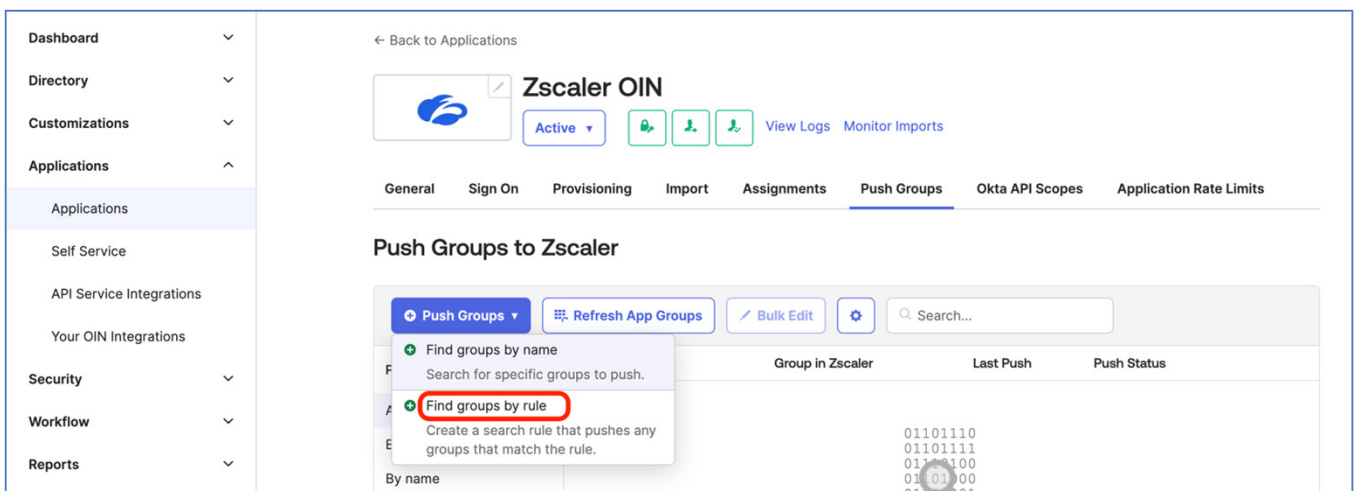 Dashboard
Directory
Customizations
Applications
Applications
Self Service
API Service Integrations
Your OIN Integrations
Security
Workflow
Reports
← Back to Applications
Zscaler OIN
Active ▾
View Logs Monitor Imports
General Sign On Provisioning Import Assignments Push Groups Okta API Scopes Application Rate Limits
Push Groups to Zscaler
Push Groups ▾ Refresh App Groups Bulk Edit Search...
Find groups by name
Search for specific groups to push.
Find groups by rule
Create a search rule that pushes any
groups that match the rule.
By name
Group in Zscaler Last Push Push Status
01101110
01101111